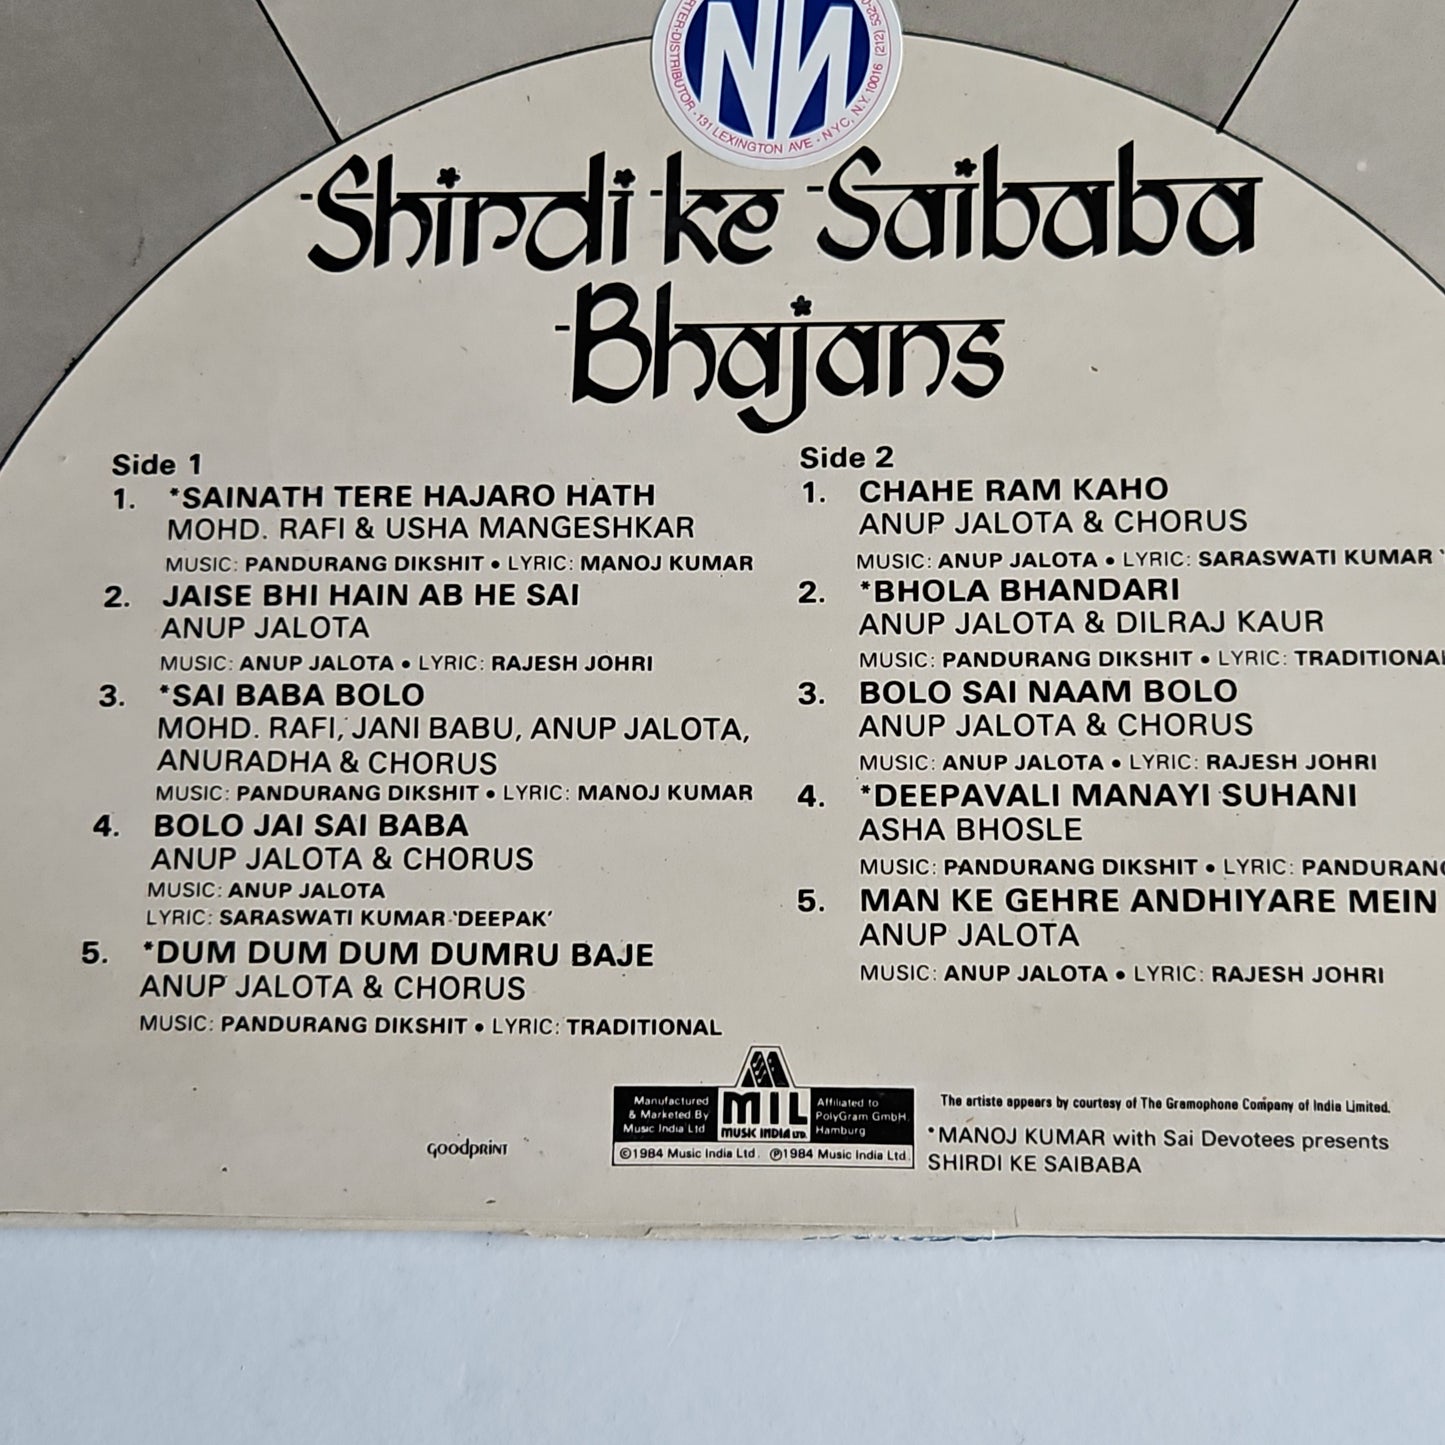 NN
RTER-DISTRIBUTOR · 131 LEXINGTON AVE · NYC, N.Y. 10016 (212)
Shirdi ke Saibaba
Bhajans
Side 1
1. *SAINATH TERE HAJARO HATH
MOHD. RAFI & USHA MANGESHKAR
MUSIC: PANDURANG DIKSHIT • LYRIC: MANOJ KUMAR
2. JAISE BHI HAIN AB HE SAI
ANUP JALOTA
MUSIC: ANUP JALOTA • LYRIC: RAJESH JOHRI
3. *SAI BABA BOLO
MOHD. RAFI, JANI BABU, ANUP JALOTA,
ANURADHA & CHORUS
MUSIC: PANDURANG DIKSHIT • LYRIC: MANOJ KUMAR
4. BOLO JAI SAI BABA
ANUP JALOTA & CHORUS
MUSIC: ANUP JALOTA
LYRIC: SARASWATI KUMAR 'DEEPAK'
5. *DUM DUM DUM DUMRU BAJE
ANUP JALOTA & CHORUS
MUSIC: PANDURANG DIKSHIT • LYRIC: TRADITIONAL
Side 2
1. CHAHE RAM KAHO
ANUP JALOTA & CHORUS
MUSIC: ANUP JALOTA • LYRIC: SARASWATI KUMAR '
2. *BHOLA BHANDARI
ANUP JALOTA & DILRAJ KAUR
MUSIC: PANDURANG DIKSHIT • LYRIC: TRADITIONAL
3. BOLO SAI NAAM BOLO
ANUP JALOTA & CHORUS
MUSIC: ANUP JALOTA • LYRIC: RAJESH JOHRI
4. *DEEPAVALI MANAYI SUHANI
ASHA BHOSLE
MUSIC: PANDURANG DIKSHIT • LYRIC: PANDURANG
5. MAN KE GEHRE ANDHIYARE MEIN
ANUP JALOTA
MUSIC: ANUP JALOTA • LYRIC: RAJESH JOHRI
GOODPRINT
Manufactured
& Marketed By
Music India Ltd
MIL
MUSIC INDIA LTD.
Affiliated to
PolyGram GmbH.
Hamburg
©1984 Music India Ltd. ℗1984 Music India Ltd.
The artiste appears by courtesy of The Gramophone Company of India Limited.
*MANOJ KUMAR with Sai Devotees presents
SHIRDI KE SAIBABA